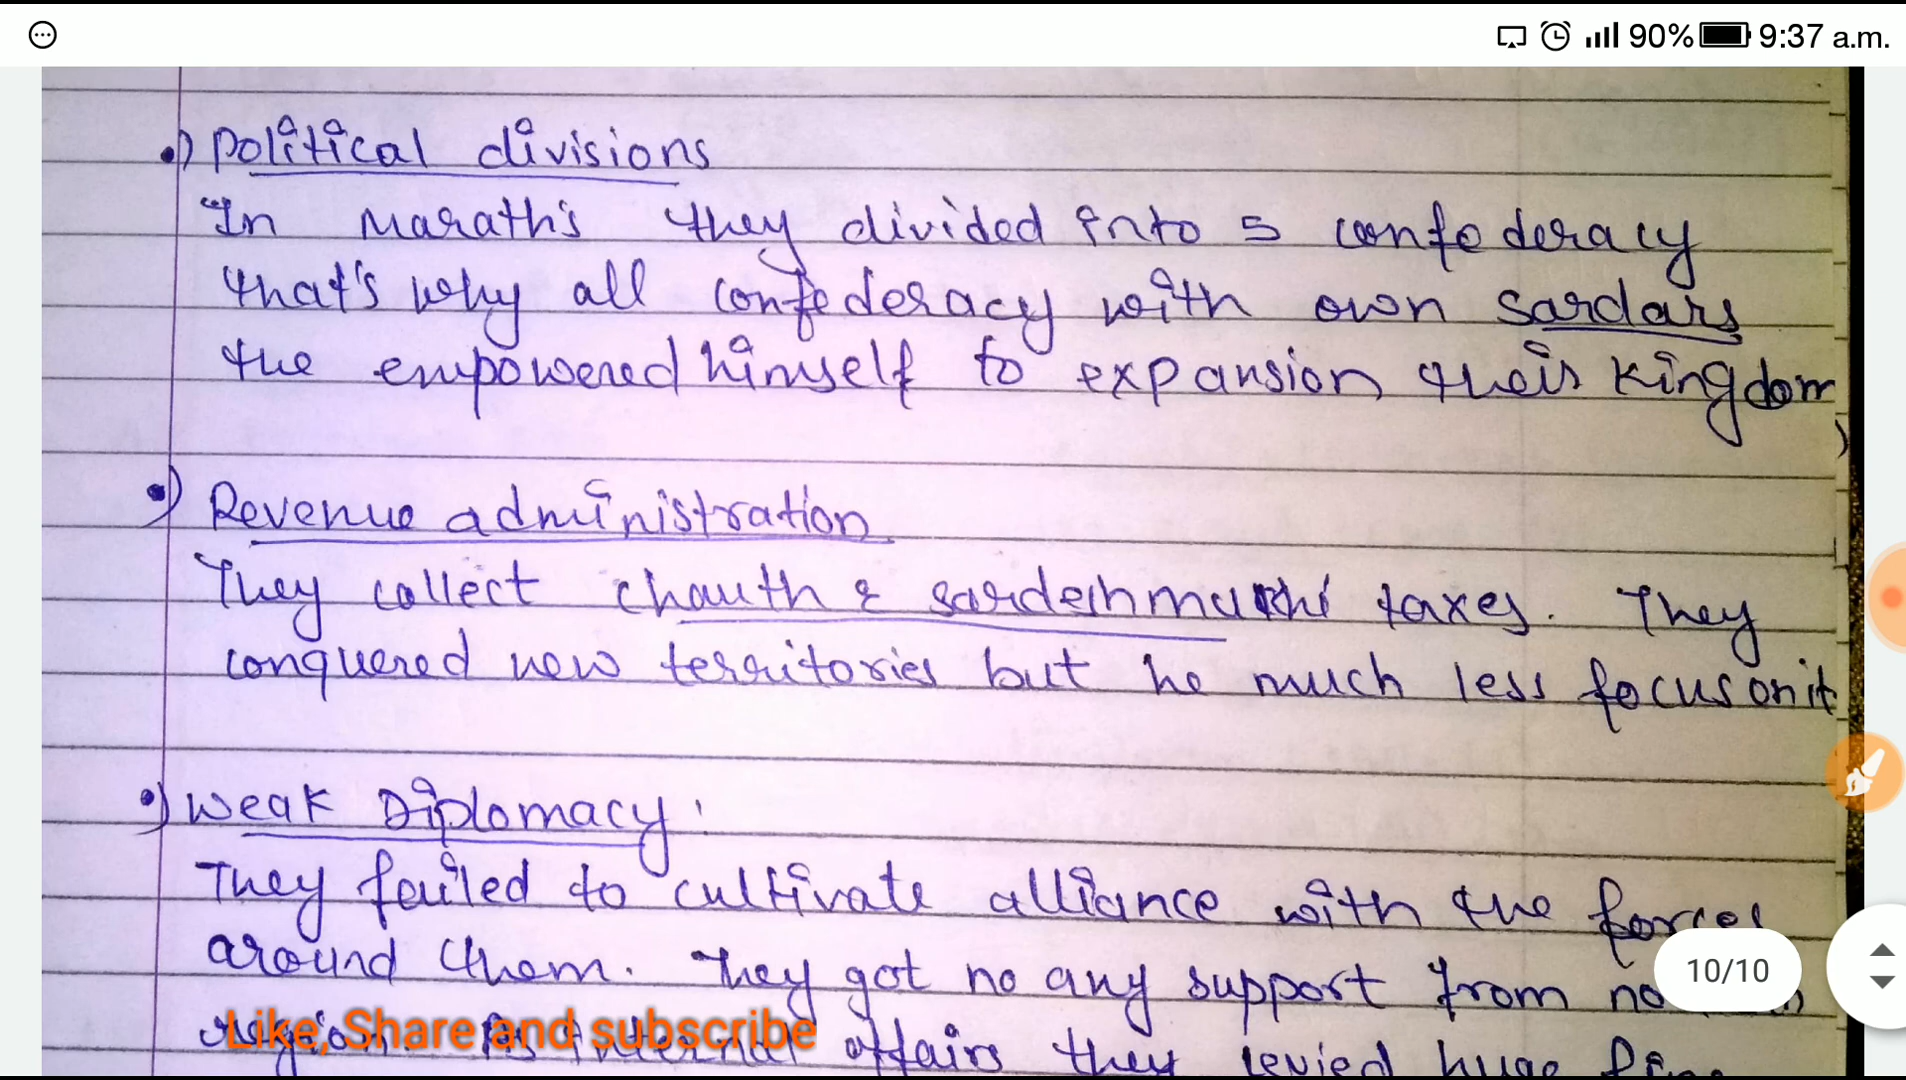 90% 9:37 a.m.
•) Political divisions
In Marath's they divided into 5 confederacy
that's why all confederacy with own sardars
the empowered himself to expansion their kingdom
•) Revenue administration
They collect chauth & sardeshmukhi taxes. They
conquered new territories but he much less focus on it
•) Weak Diplomacy:
They failed to cultivate alliance with the forces
around them. They got no any support from
10/10
Like, Share and subscribe
affairs they levied huge